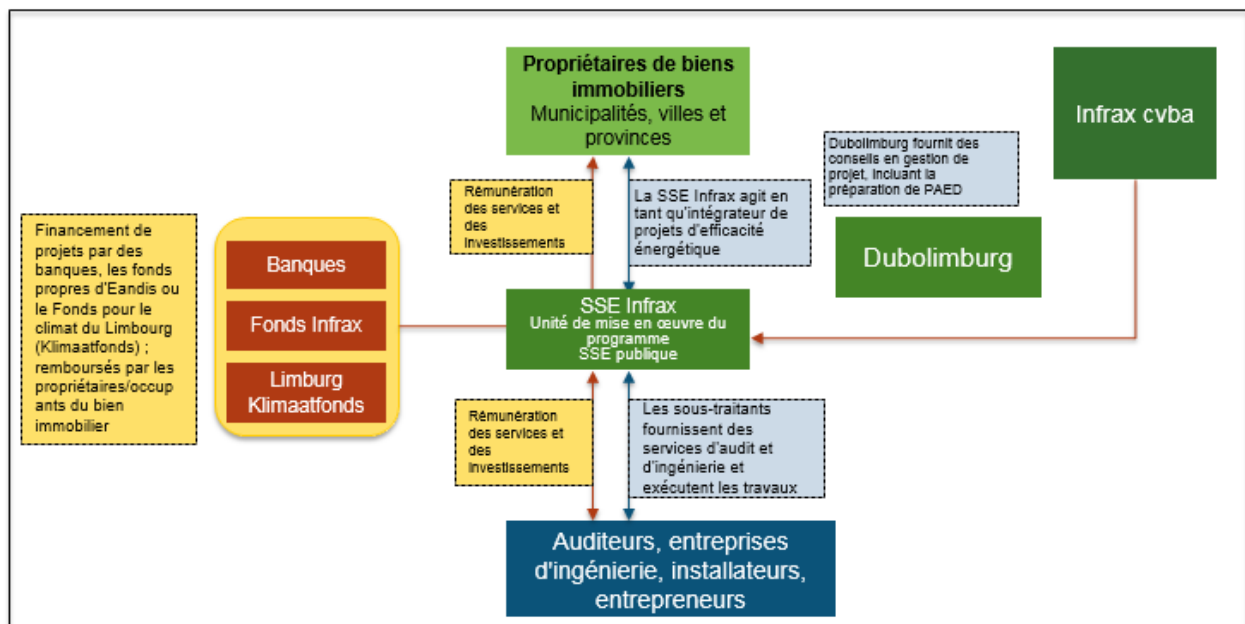 Propriétaires de biens
immobiliers
Municipalités, villes et
provinces
Infrax cvba
Dubolimburg fournit des
conseils en gestion de
projet, incluant la
préparation de PAED
Rémunération
des services et
des
investissements
La SSE Infrax agit en
tant qu'intégrateur de
projets d'efficacité
énergétique
Financement de
projets par des
banques, les fonds
propres d'Eandis ou
le Fonds pour le
climat du Limbourg
(Klimaatfonds) ;
remboursés par les
propriétaires/occup
ants du bien
immobilier
Banques
Fonds Infrax
Limburg
Klimaatfonds
Dubolimburg
SSE Infrax
Unité de mise en œuvre du
programme
SSE publique
Rémunération
des services et
des
investissements
Les sous-traitants
fournissent des
services d'audit et
d'ingénierie et
exécutent les travaux
Auditeurs, entreprises
d'ingénierie, installateurs,
entrepreneurs